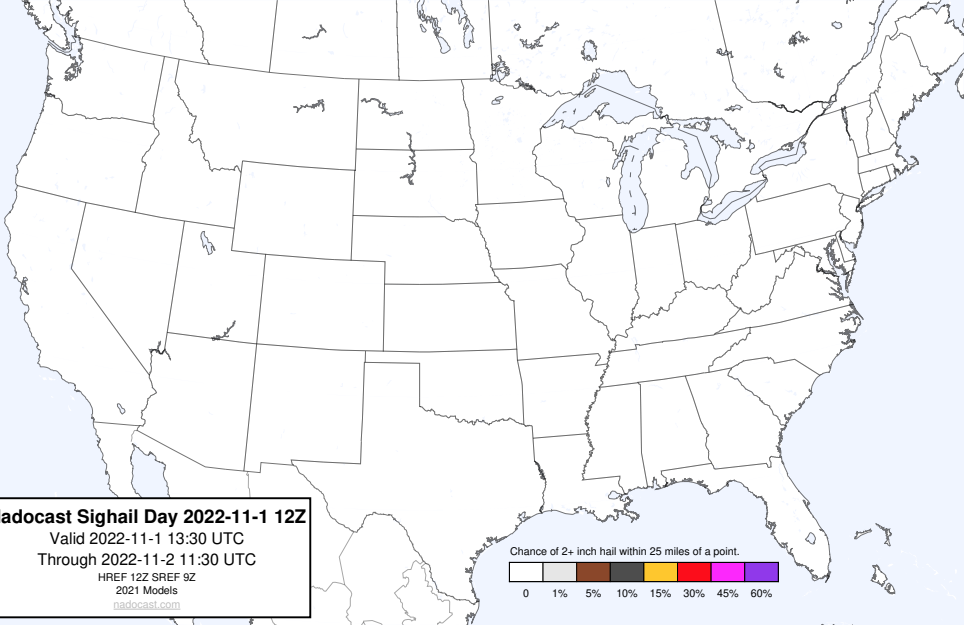 adocast Sighail Day 2022-11-1 12Z
Valid 2022-11-1 13:30 UTC
Through 2022-11-2 11:30 UTC
HREF 12Z SREF 9Z
2021 Models
nadocast.com
Chance of 2+ inch hail within 25 miles of a point.
0 1% 5% 10% 15% 30% 45% 60%